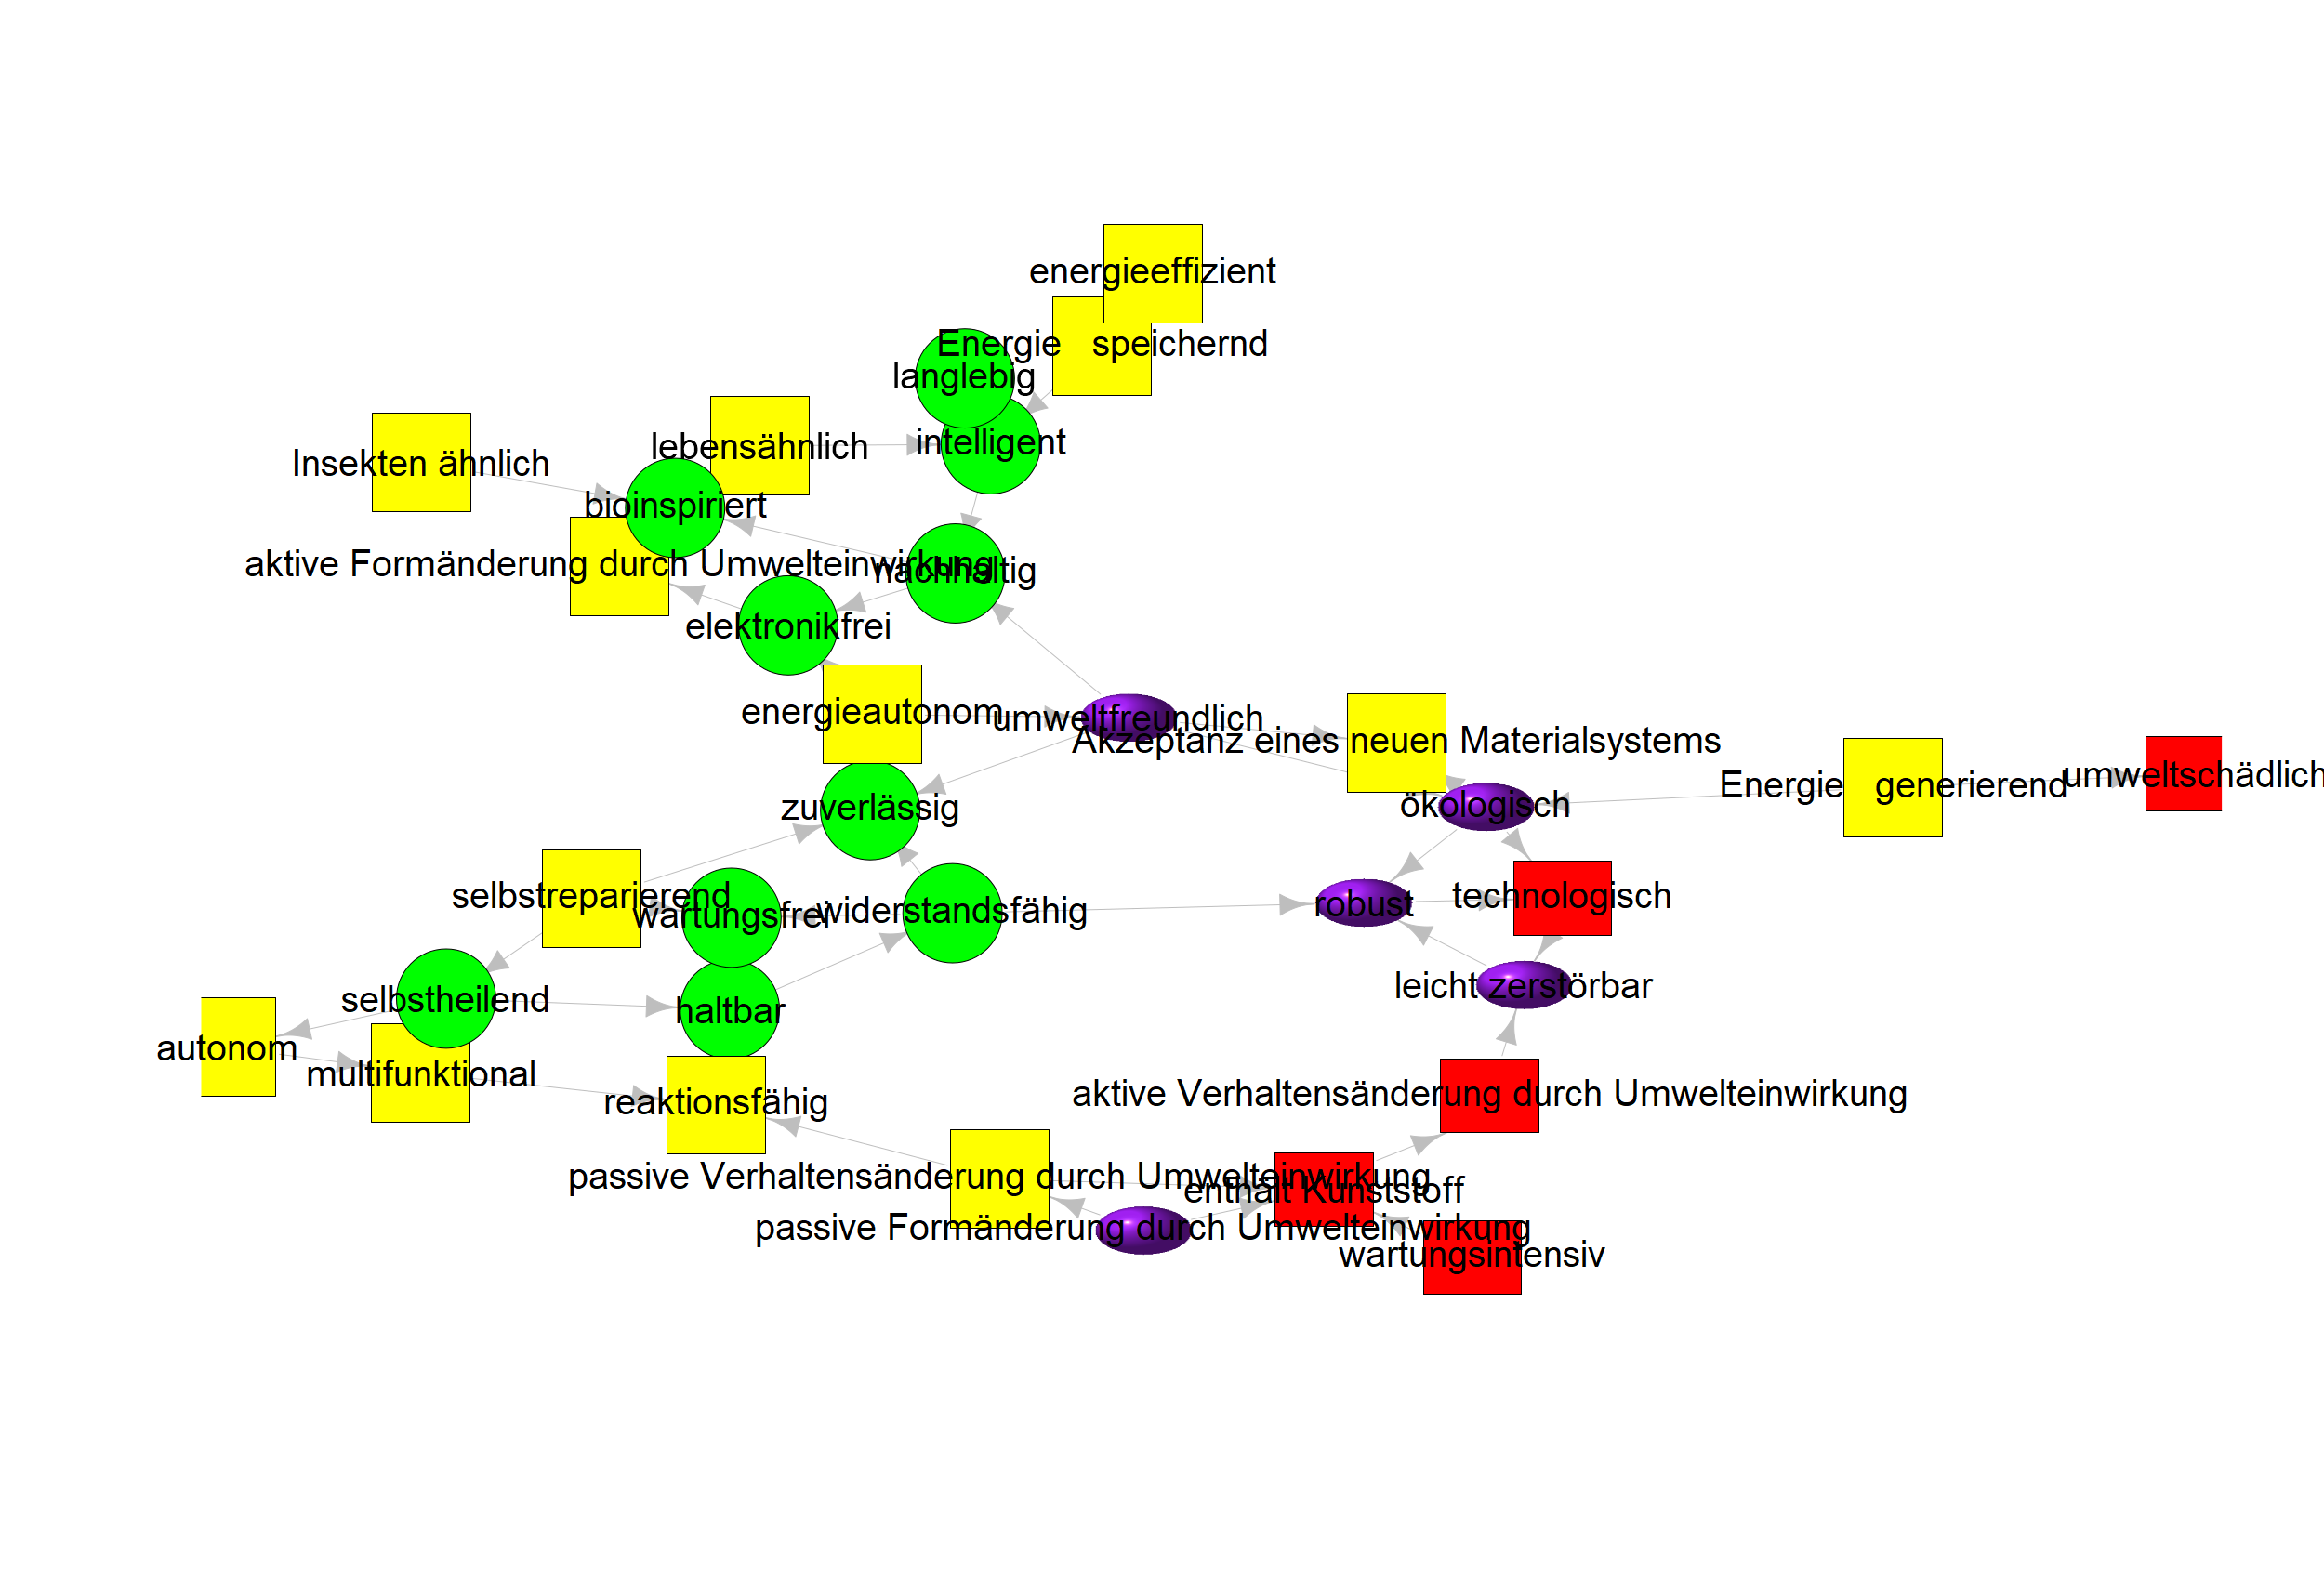 energieeffizient
Energie   speichernd
langlebig
intelligent
lebensähnlich
Insekten ähnlich
bioinspiriert
aktive Formänderung durch Umwelteinwirkung
nachhaltig
elektronikfrei
energieautonom
umweltfreundlich
Akzeptanz eines neuen Materialsystems
umweltschädlich
Energie   generierend
ökologisch
zuverlässig
selbstreparierend
wartungsfrei
widerstandsfähig
robust
technologisch
leicht zerstörbar
selbstheilend
haltbar
autonom
multifunktional
reaktionsfähig
aktive Verhaltensänderung durch Umwelteinwirkung
passive Verhaltensänderung durch Umwelteinwirkung
enthält Kunststoff
passive Formänderung durch Umwelteinwirkung
wartungsintensiv